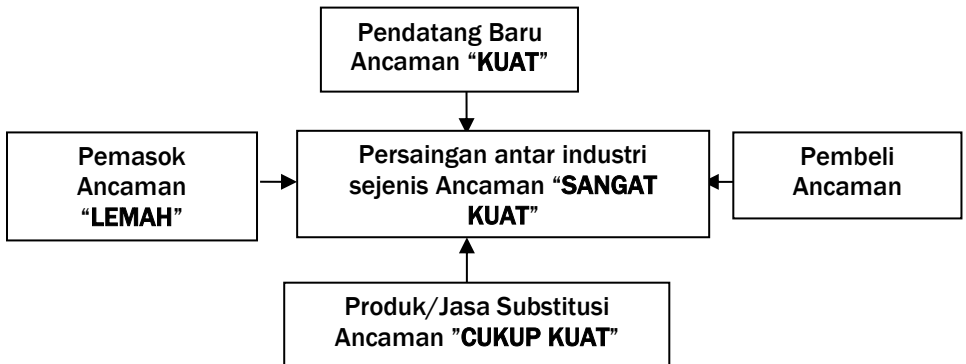 Pendatang Baru
Ancaman “KUAT”
Pemasok
Ancaman
“LEMAH”
Persaingan antar industri
sejenis Ancaman “SANGAT
KUAT”
Pembeli
Ancaman
Produk/Jasa Substitusi
Ancaman ”CUKUP KUAT”